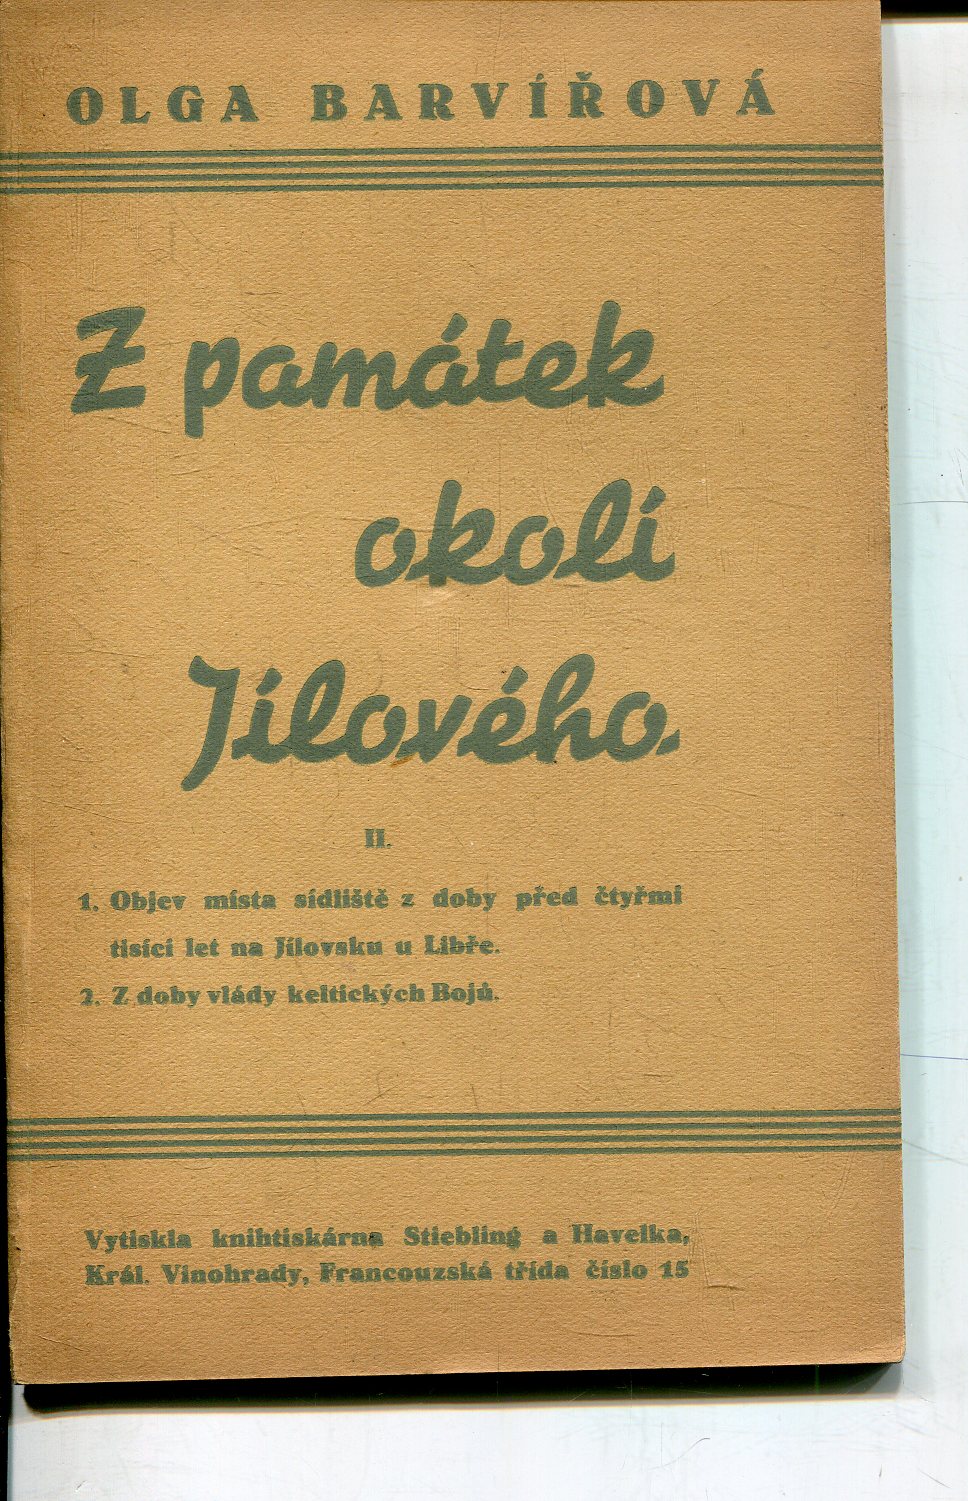 OLGA BARVÍŘOVÁ
Z památek
okolí
Jílového.
II.
1. Objev místa sídliště z doby před čtyřmi
tisíci let na Jílovsku u Libře.
2. Z doby vlády keltických Bojů.
Vytiskla knihtiskárna Stiebling a Havelka,
Král. Vinohrady, Francouzská třída číslo 15